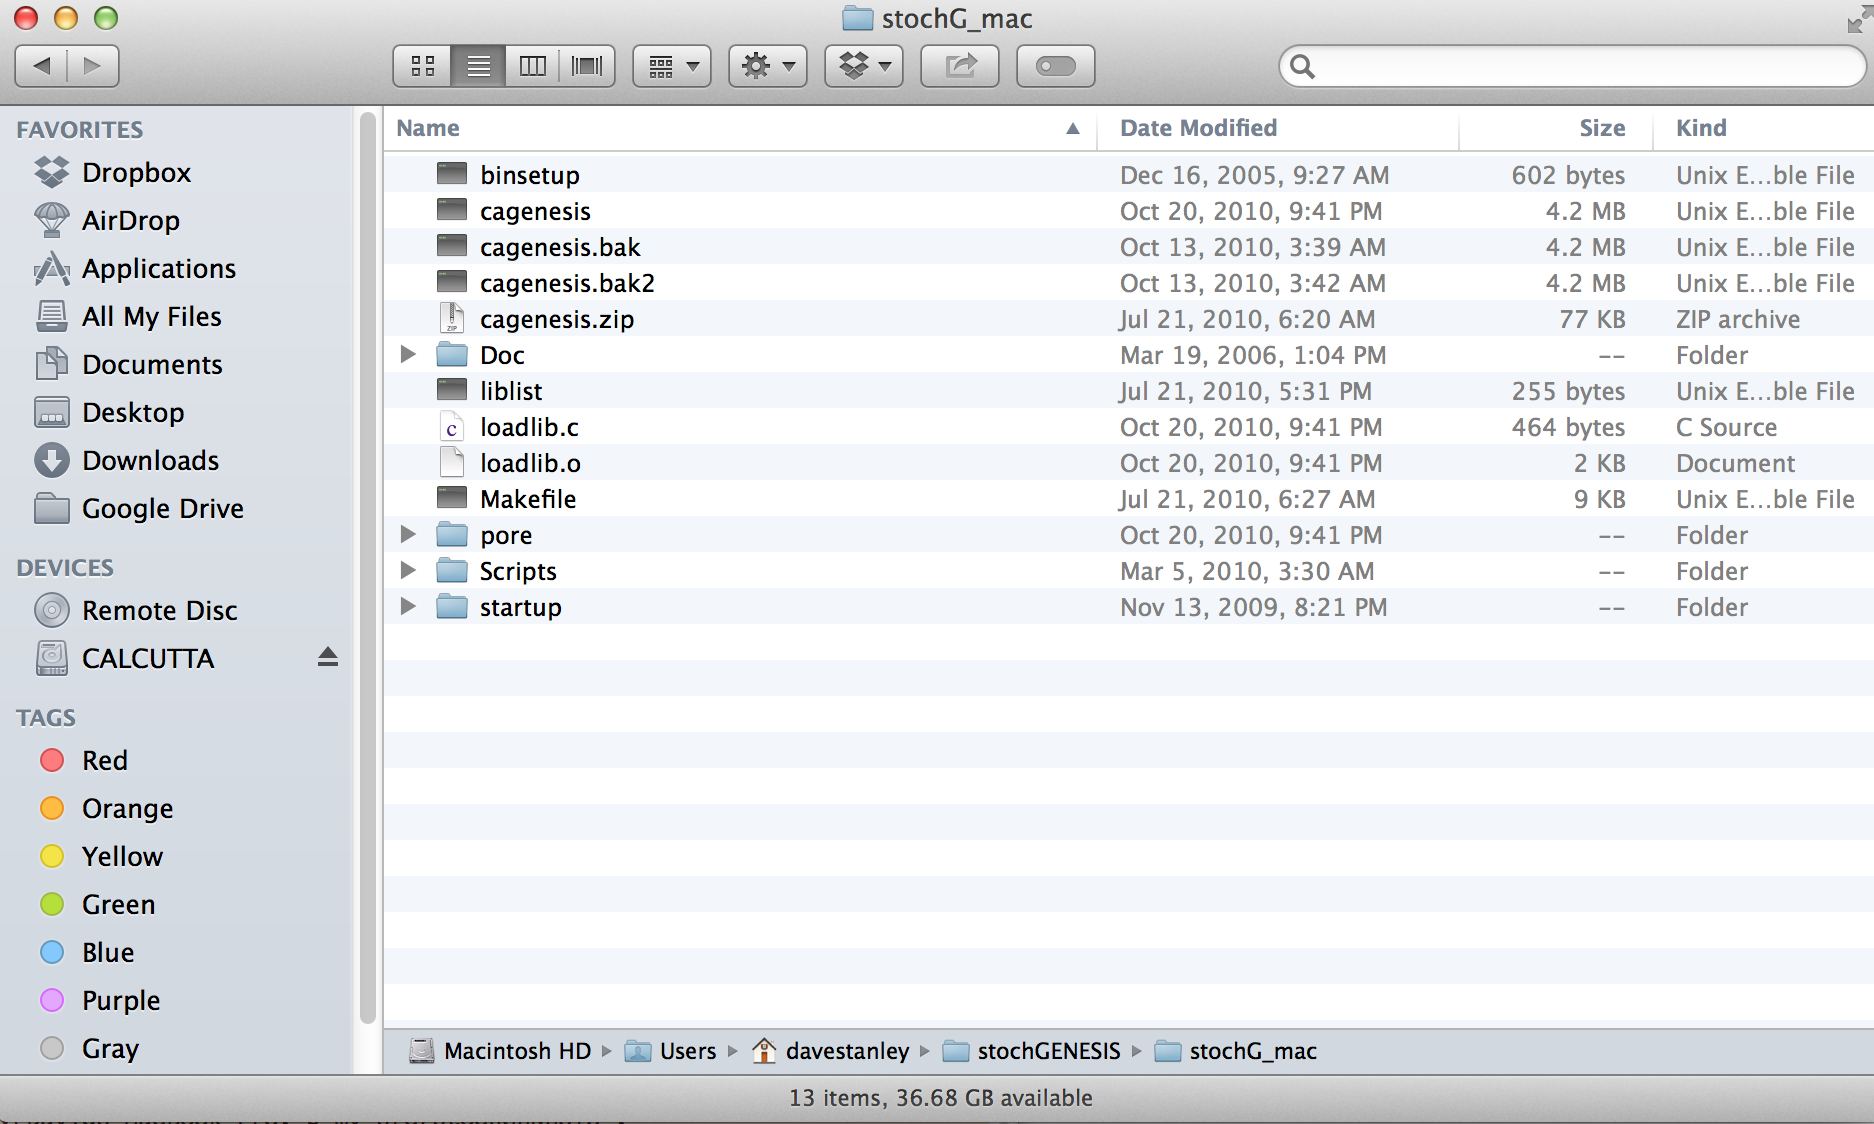 stochG_mac
FAVORITES
Dropbox
AirDrop
Applications
All My Files
Documents
Desktop
Downloads
Google Drive
DEVICES
Remote Disc
CALCUTTA
TAGS
Red
Orange
Yellow
Green
Blue
Purple
Gray
Name Date Modified Size Kind
binsetup Dec 16, 2005, 9:27 AM 602 bytes Unix E...ble File
cagenesis Oct 20, 2010, 9:41 PM 4.2 MB Unix E...ble File
cagenesis.bak Oct 13, 2010, 3:39 AM 4.2 MB Unix E...ble File
cagenesis.bak2 Oct 13, 2010, 3:42 AM 4.2 MB Unix E...ble File
ZIP cagenesis.zip Jul 21, 2010, 6:20 AM 77 KB ZIP archive
Doc Mar 19, 2006, 1:04 PM -- Folder
liblist Jul 21, 2010, 5:31 PM 255 bytes Unix E...ble File
c loadlib.c Oct 20, 2010, 9:41 PM 464 bytes C Source
loadlib.o Oct 20, 2010, 9:41 PM 2 KB Document
Makefile Jul 21, 2010, 6:27 AM 9 KB Unix E...ble File
pore Oct 20, 2010, 9:41 PM -- Folder
Scripts Mar 5, 2010, 3:30 AM -- Folder
startup Nov 13, 2009, 8:21 PM -- Folder
Macintosh HD Users davestanley stochGENESIS stochG_mac
13 items, 36.68 GB available